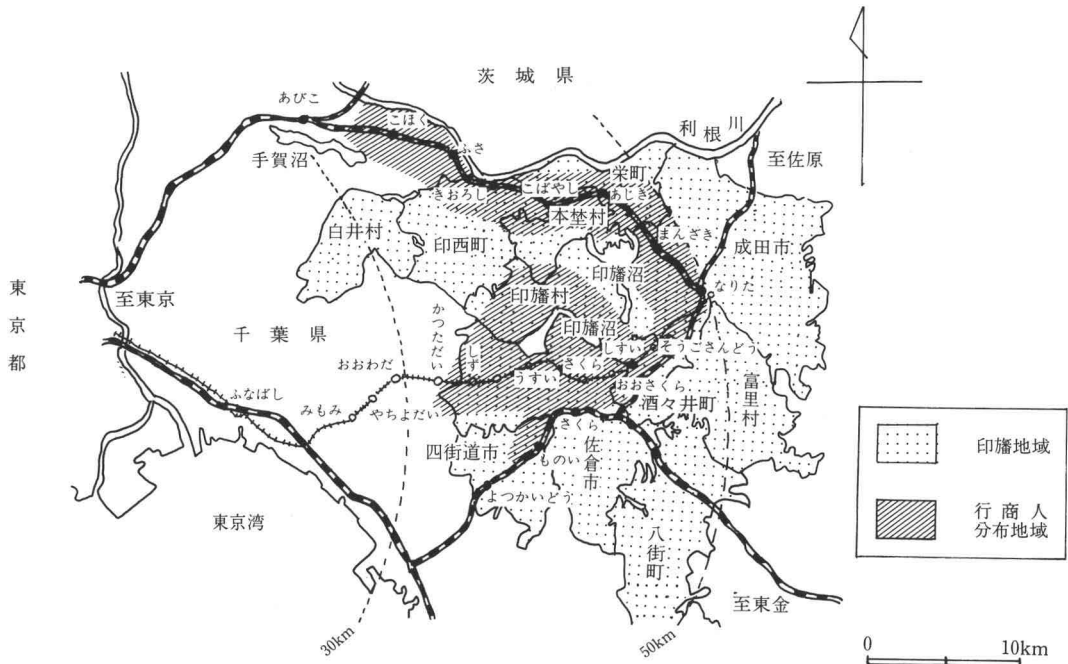 茨城県
あびこ
こほく
利根川
ふさ
至佐原
手賀沼
栄町
きおろし
こばやし
あじき
本埜村
まんざき
成田市
白井村
印西町
印旛沼
東京都
至東京
印旛村
なりた
千葉県
かつただい
印旛沼
しすい
そうごさんどう
しづ
さくら
おおわだ
うすい
おおさくら
富里村
ふなばし
みもみ
やちよだい
酒々井町
さくら
四街道市
佐倉市
ものい
東京湾
よつかいどう
八街町
至東金
30km
50km
印旛地域
行商人
分布地域
0 10km